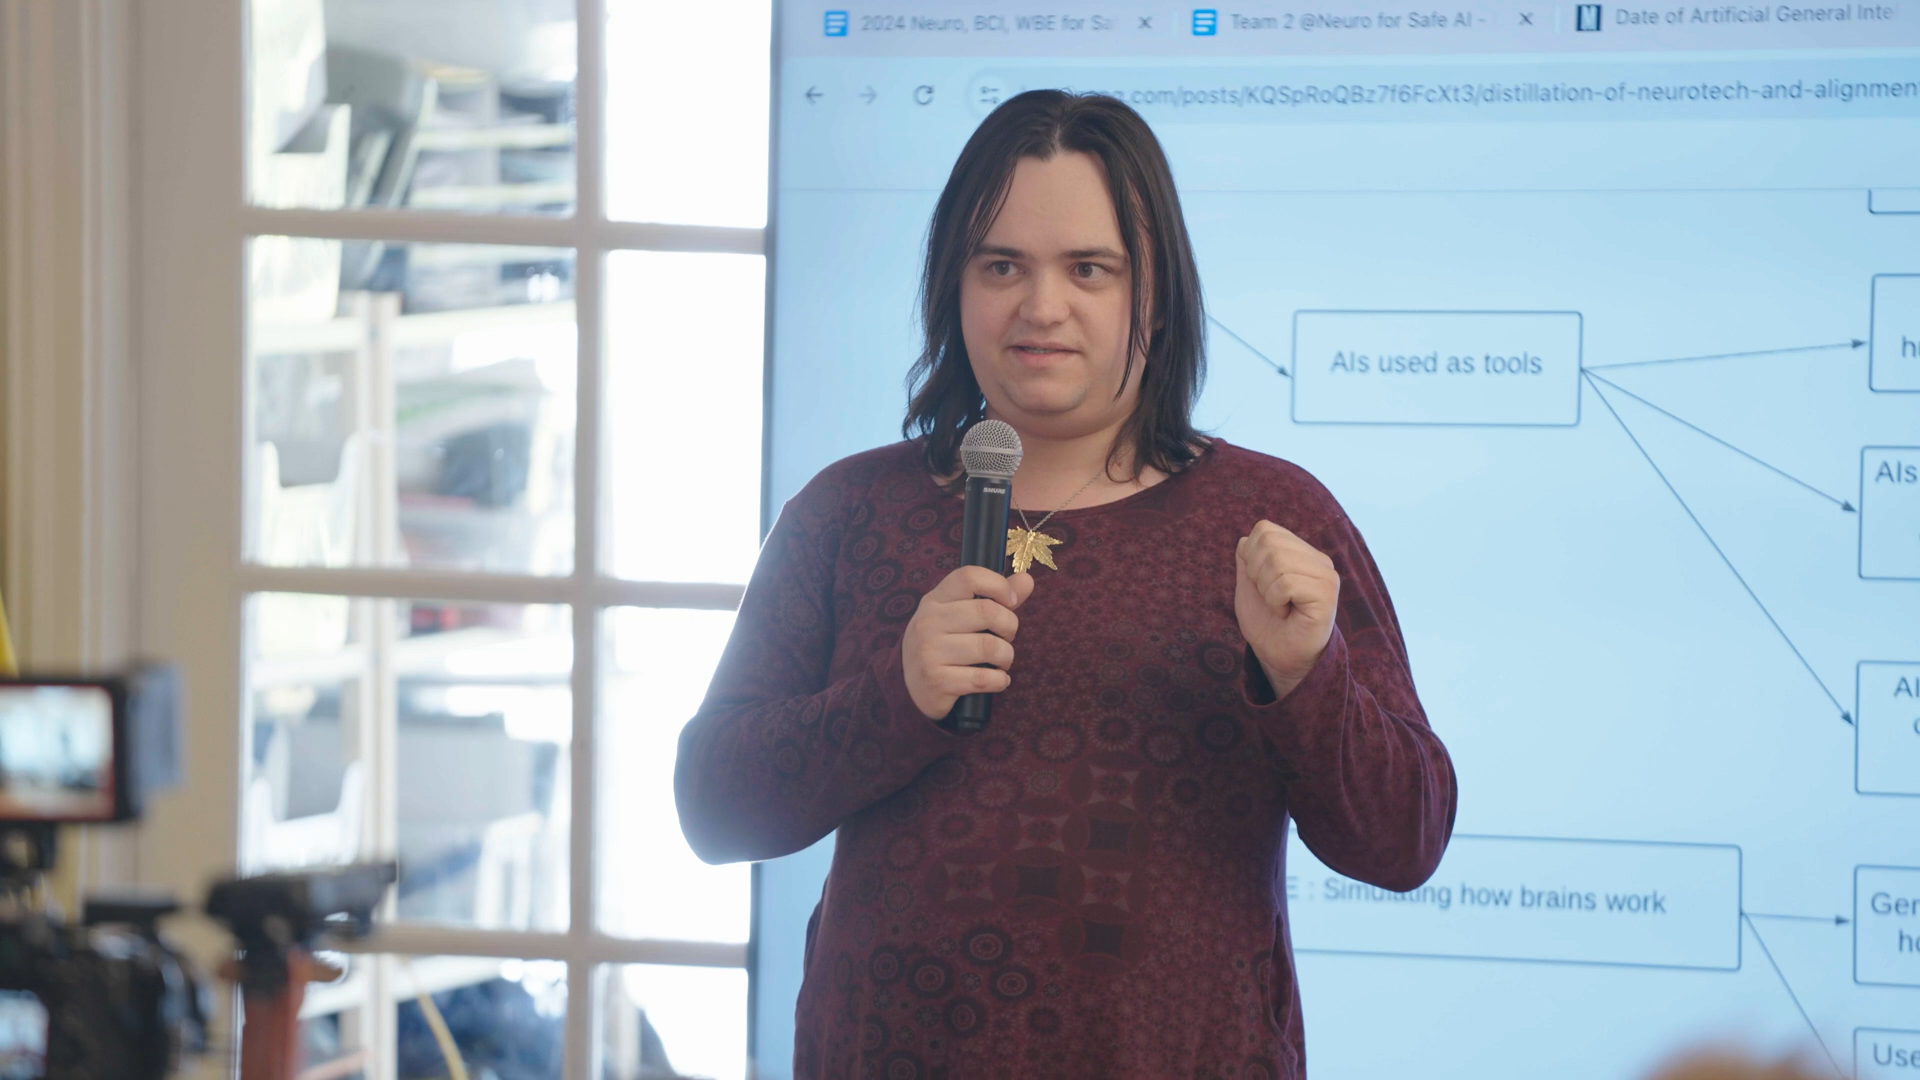 2024 Neuro, BCI, WBE for Sa
Team 2 @Neuro for Safe AI -
Date of Artificial General Inte
.com/posts/KQSpRoQBz7f6FcXt3/distillation-of-neurotech-and-alignment
AIs used as tools
AIs
SHURE
: Simulating how brains work
Ger
Use